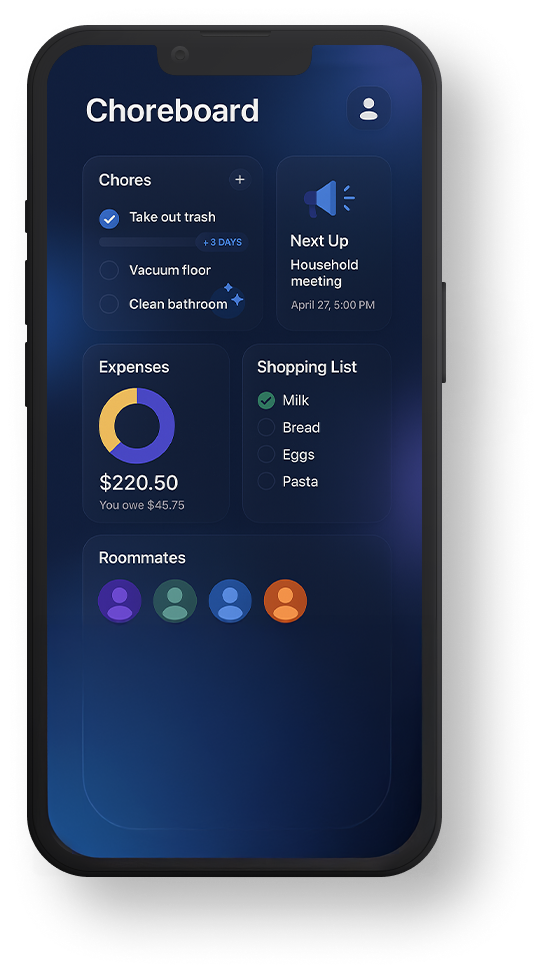 Choreboard
Chores
+
Take out trash
+ 3 DAYS
Vacuum floor
Clean bathroom
Next Up
Household
meeting
April 27, 5:00 PM
Expenses
$220.50
You owe $45.75
Shopping List
Milk
Bread
Eggs
Pasta
Roommates